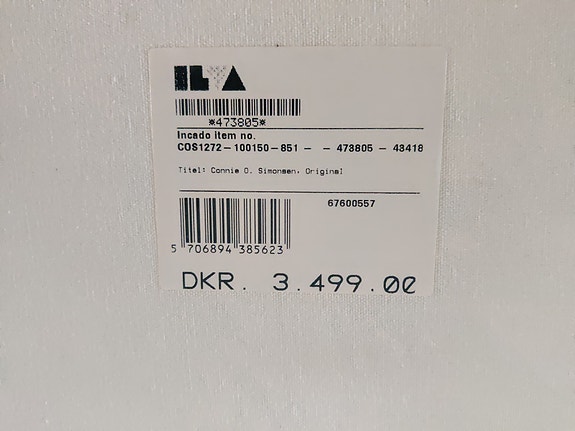 ILVA
*473805*
Incado item no.
COS1272-100150-851 - - 473805 - 43418
Titel: Connie O. Simonsen, Original
67600557
5 706894 385623
DKR. 3.499.00